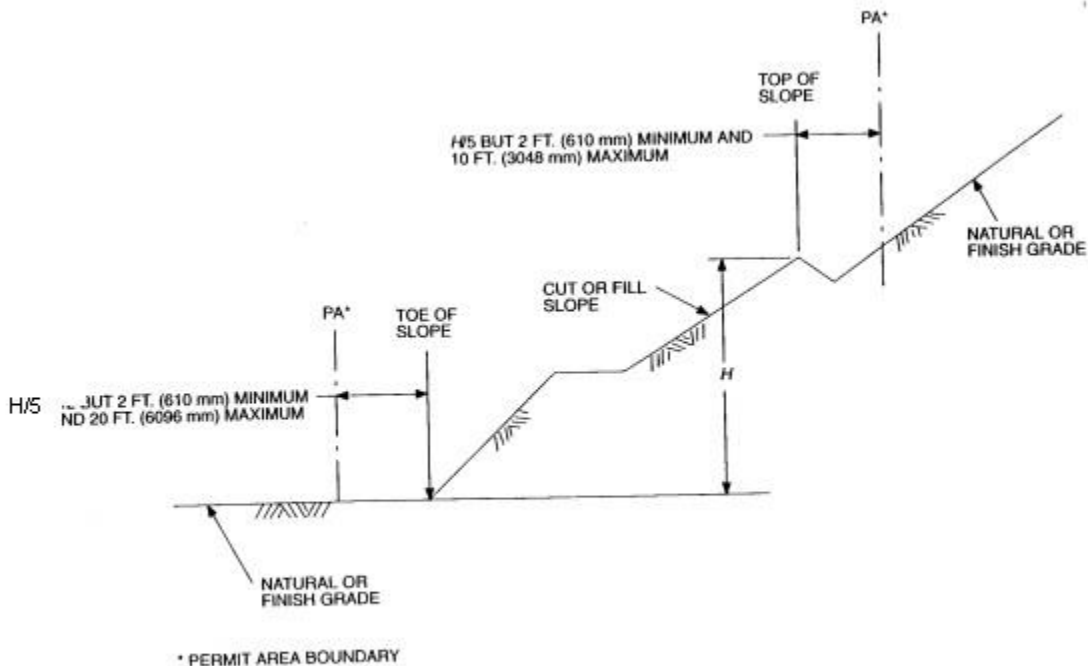 PA*
TOP OF
SLOPE
H/5 BUT 2 FT. (610 mm) MINIMUM AND
10 FT. (3048 mm) MAXIMUM
NATURAL OR
FINISH GRADE
CUT OR FILL
SLOPE
PA*
TOE OF
SLOPE
H
H/5 BUT 2 FT. (610 mm) MINIMUM
ND 20 FT. (6096 mm) MAXIMUM
NATURAL OR
FINISH GRADE
* PERMIT AREA BOUNDARY